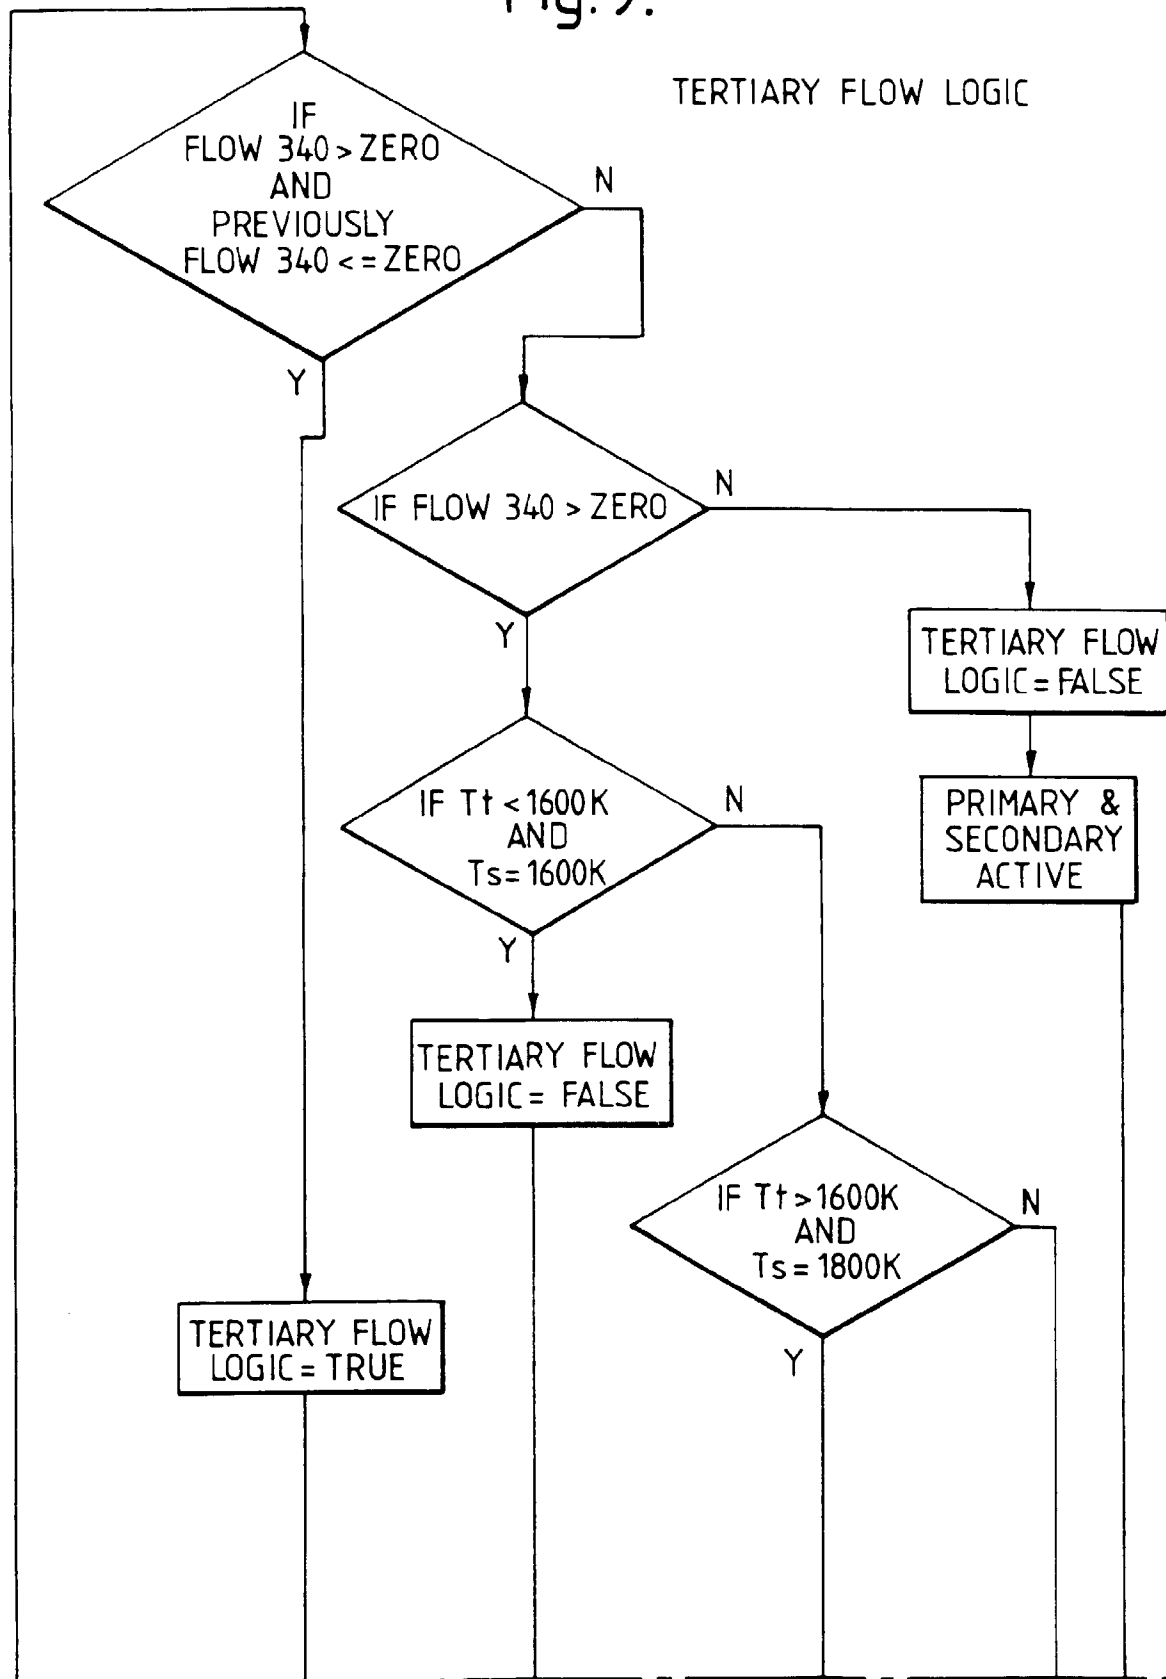 TERTIARY FLOW LOGIC
IF
FLOW 340 > ZERO
AND
PREVIOUSLY
FLOW 340 <= ZERO
N
Y
IF FLOW 340 > ZERO
N
Y
TERTIARY FLOW
LOGIC = FALSE
PRIMARY &
SECONDARY
ACTIVE
IF Tt < 1600K
AND
Ts = 1600K
N
Y
TERTIARY FLOW
LOGIC = FALSE
IF Tt > 1600K
AND
Ts = 1800K
N
Y
TERTIARY FLOW
LOGIC = TRUE